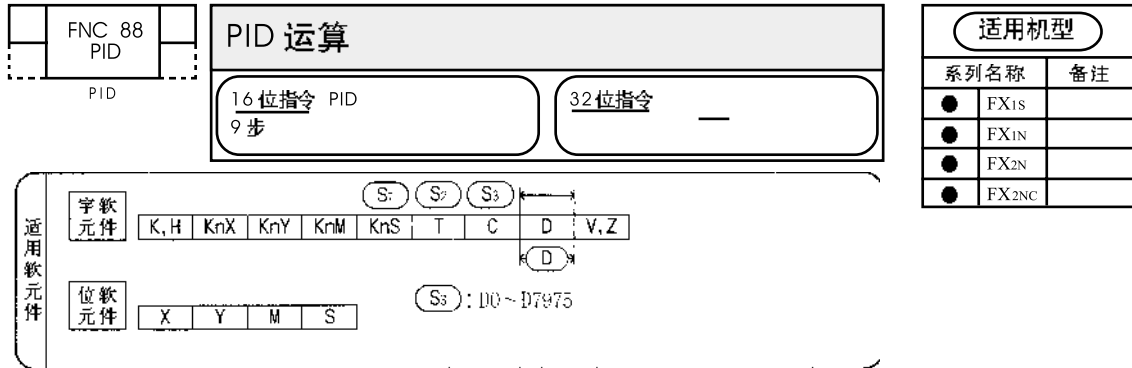 FNC 88
PID
PID
PID 运算
16位指令 PID
9步
32位指令
—
适用机型
系列名称 备注
● FX1S
● FX1N
● FX2N
● FX2NC
适用软元件
字软元件
S1 S2 S3
K,H KnX KnY KnM KnS T C D V,Z
D
位软元件
X Y M S
S3:D0~D7975